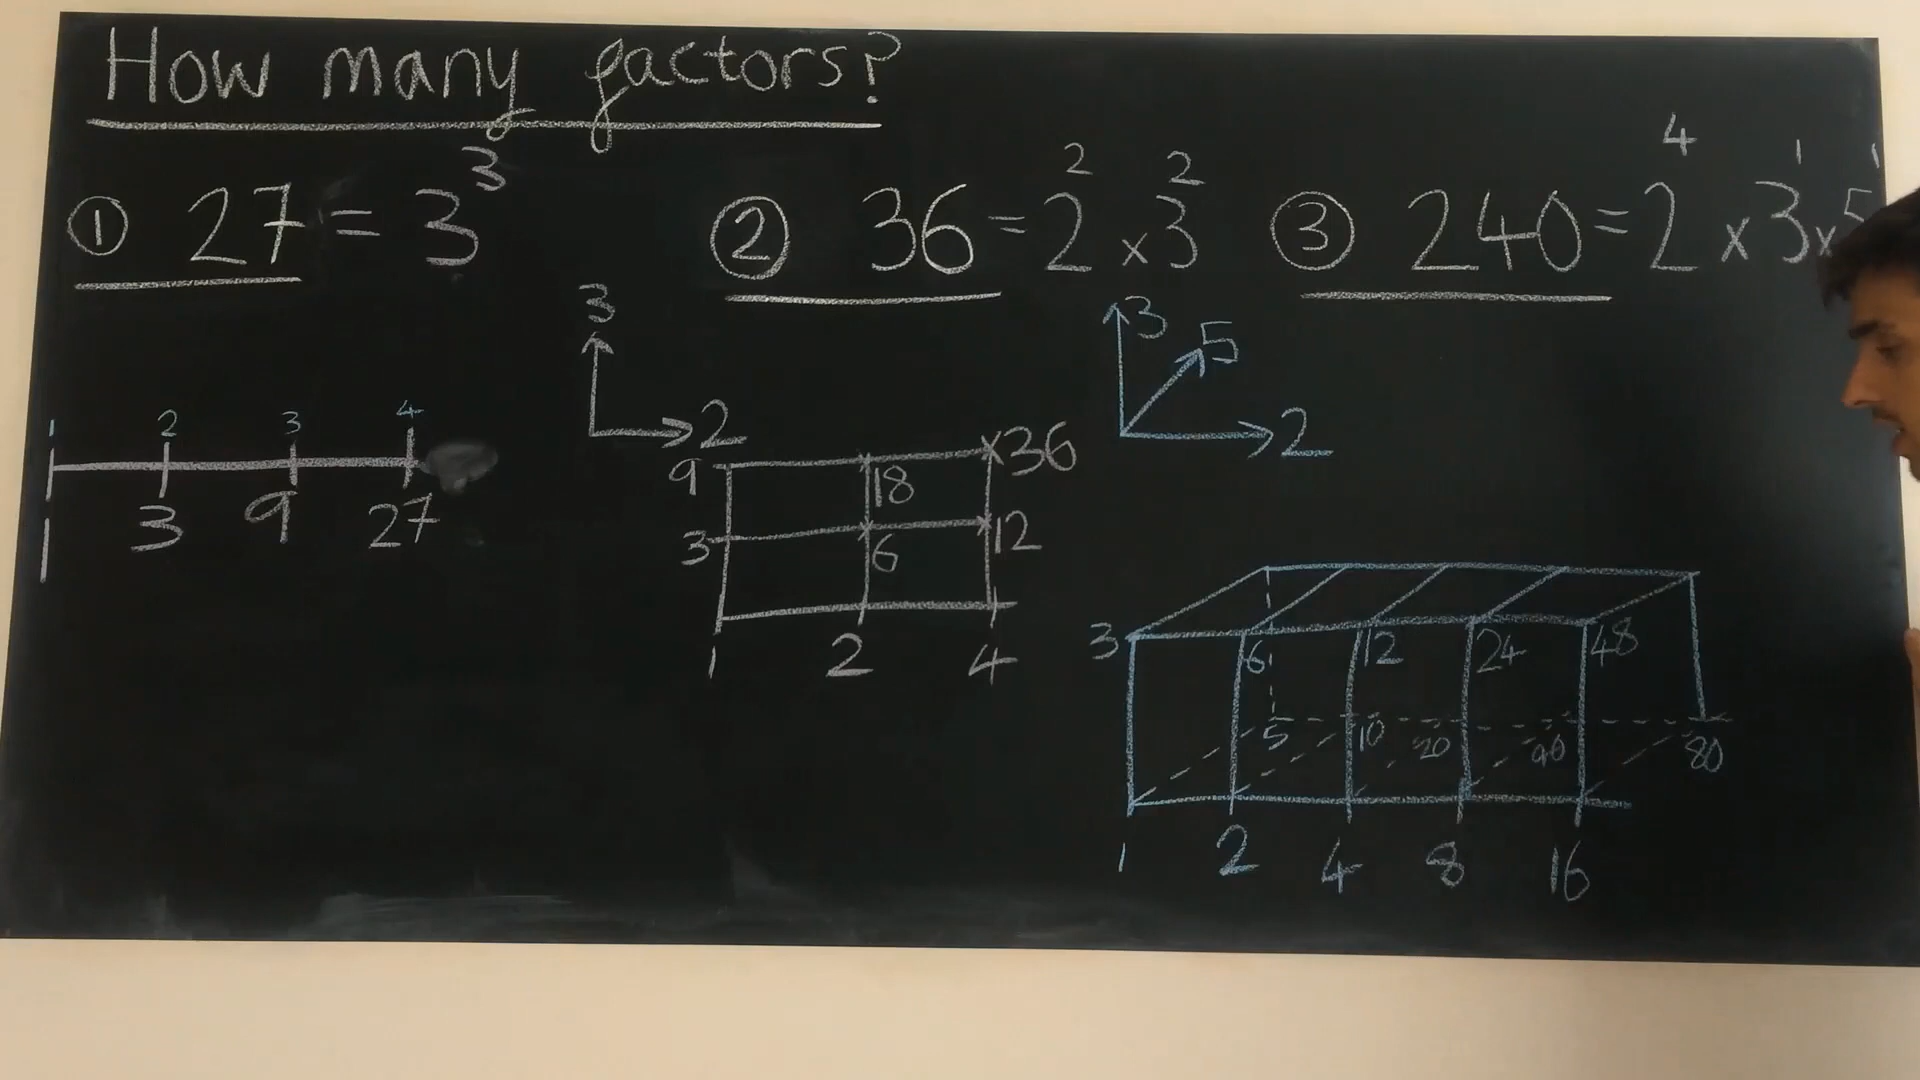 How many factors?
① 27 = 3³
1 2 3 4
1 3 9 27
② 36 = 2² x 3²
3
2
9 18 36
3 6 12
1 2 4
③ 240 = 2⁴ x 3¹ x 5¹
3
5
2
3 6 12 24 48
5 10 20 40 80
1 2 4 8 16